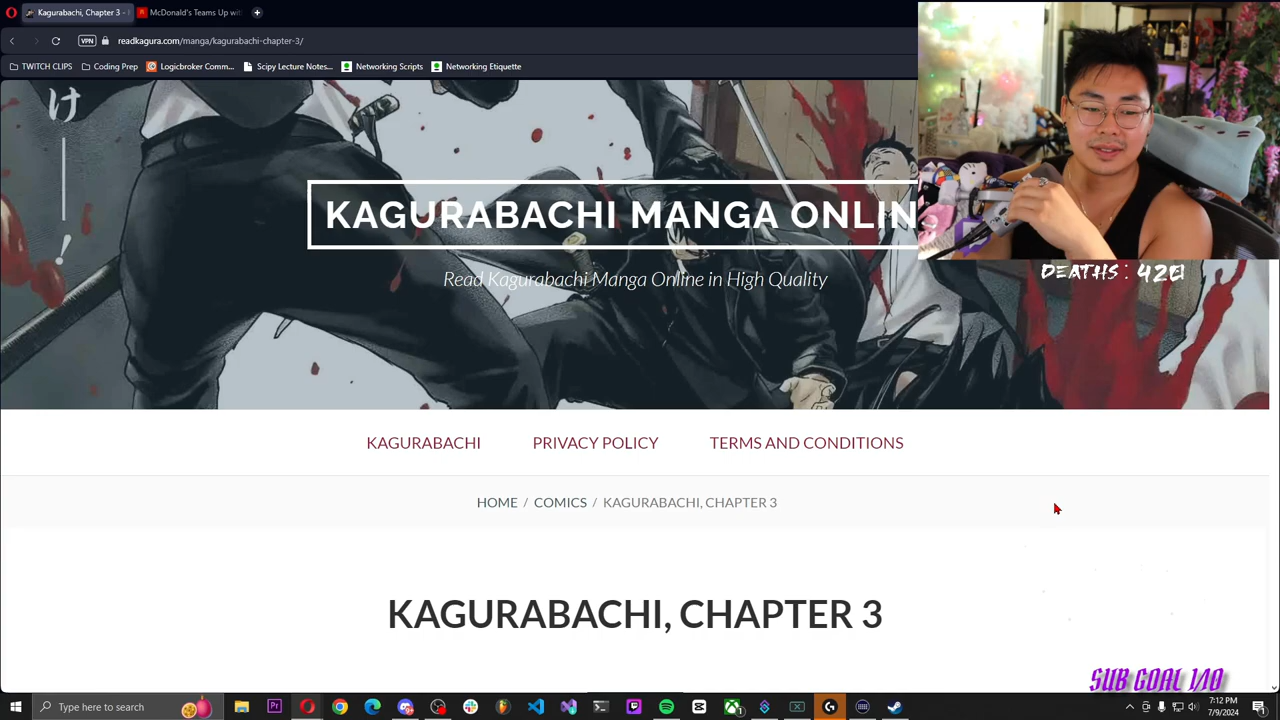 Kagurabachi, Chapter 3 -
McDonald's Teams Up wit
VPN
readkagura.com/manga/kagurabachi-chapter-3/
TWITCH CLIPS
Coding Prep
Logicbroker Comm...
Scipy Lecture Notes...
Networking Scripts
Networking Etiquette
け
—
!
KAGURABACHI MANGA ONLIN
Read Kagurabachi Manga Online in High Quality
DEATHS : 420
KAGURABACHI
PRIVACY POLICY
TERMS AND CONDITIONS
HOME / COMICS / KAGURABACHI, CHAPTER 3
KAGURABACHI, CHAPTER 3
SUB GOAL 1/10
Type here to search
7:12 PM
7/9/2024